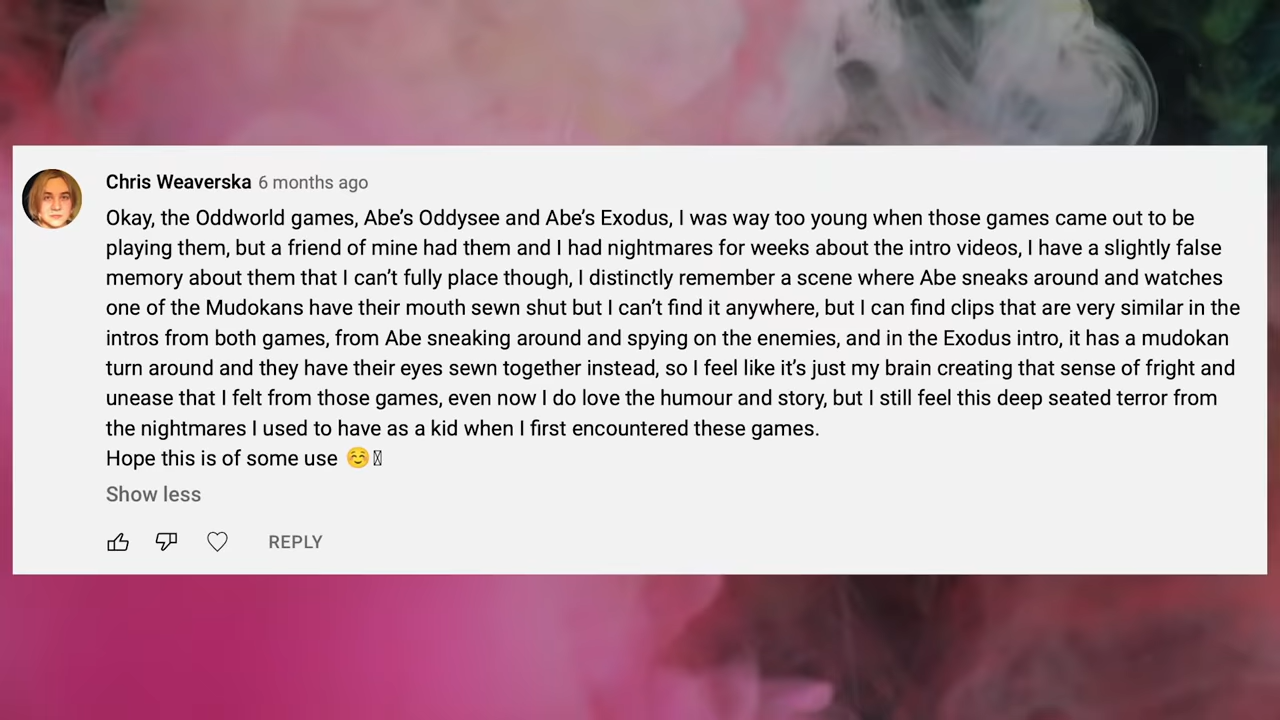 Chris Weaverska 6 months ago
Okay, the Oddworld games, Abe’s Oddysee and Abe’s Exodus, I was way too young when those games came out to be
playing them, but a friend of mine had them and I had nightmares for weeks about the intro videos, I have a slightly false
memory about them that I can’t fully place though, I distinctly remember a scene where Abe sneaks around and watches
one of the Mudokans have their mouth sewn shut but I can’t find it anywhere, but I can find clips that are very similar in the
intros from both games, from Abe sneaking around and spying on the enemies, and in the Exodus intro, it has a mudokan
turn around and they have their eyes sewn together instead, so I feel like it’s just my brain creating that sense of fright and
unease that I felt from those games, even now I do love the humour and story, but I still feel this deep seated terror from
the nightmares I used to have as a kid when I first encountered these games.
Hope this is of some use ☺️
Show less
REPLY